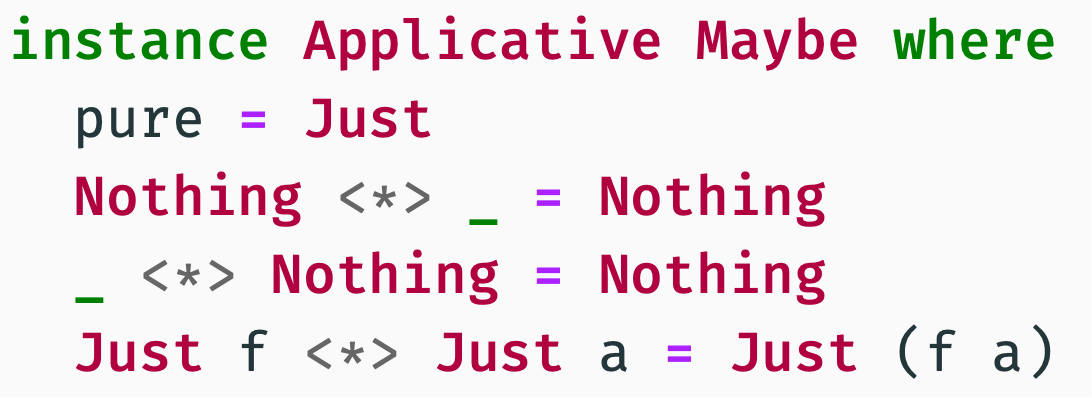 instance Applicative Maybe where
  pure = Just
  Nothing <*> _ = Nothing
  _ <*> Nothing = Nothing
  Just f <*> Just a = Just (f a)